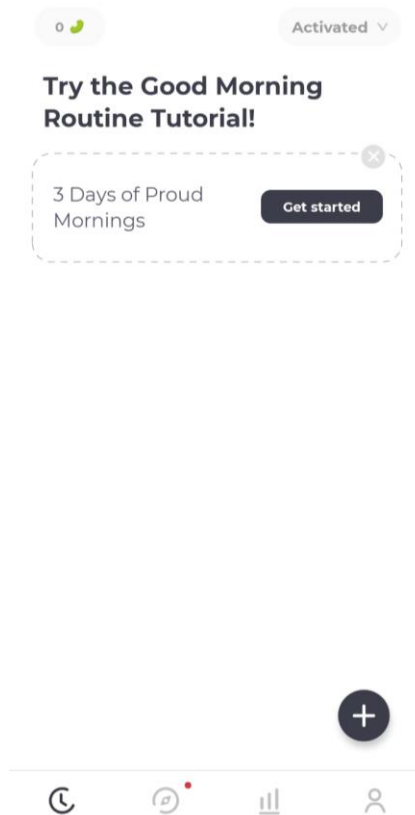 0
Activated
Try the Good Morning
Routine Tutorial!
3 Days of Proud
Mornings
Get started